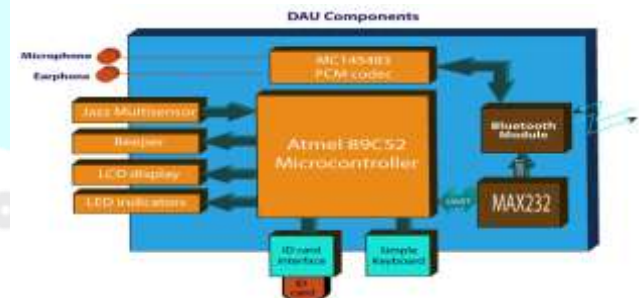 DAU Components
Microphone
Earphone
MC145483
PCM codec
Jazz Multisensor
Beeper
LCD display
LED indicators
Atmel 89C52
Microcontroller
Bluetooth
Module
UART
MAX232
ID card
interface
Simple
Keyboard
ID
card